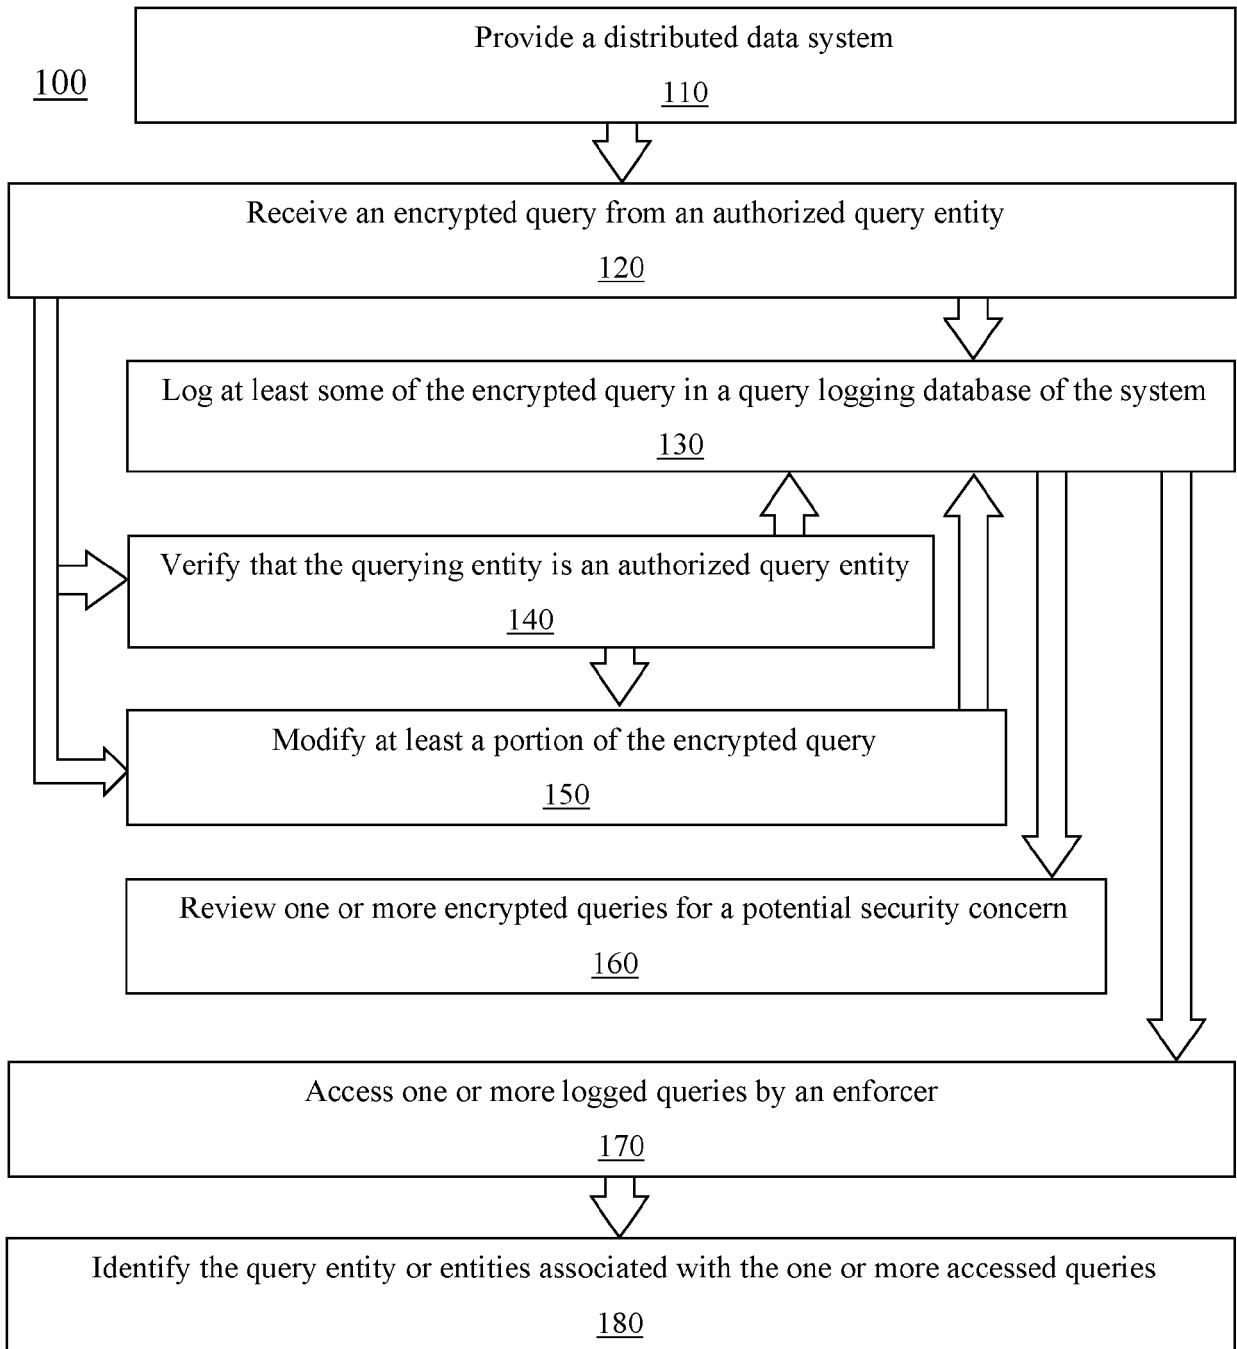 Provide a distributed data system
100
110
Receive an encrypted query from an authorized query entity
120
Log at least some of the encrypted query in a query logging database of the system
130
Verify that the querying entity is an authorized query entity
140
Modify at least a portion of the encrypted query
150
Review one or more encrypted queries for a potential security concern
160
Access one or more logged queries by an enforcer
170
Identify the query entity or entities associated with the one or more accessed queries
180